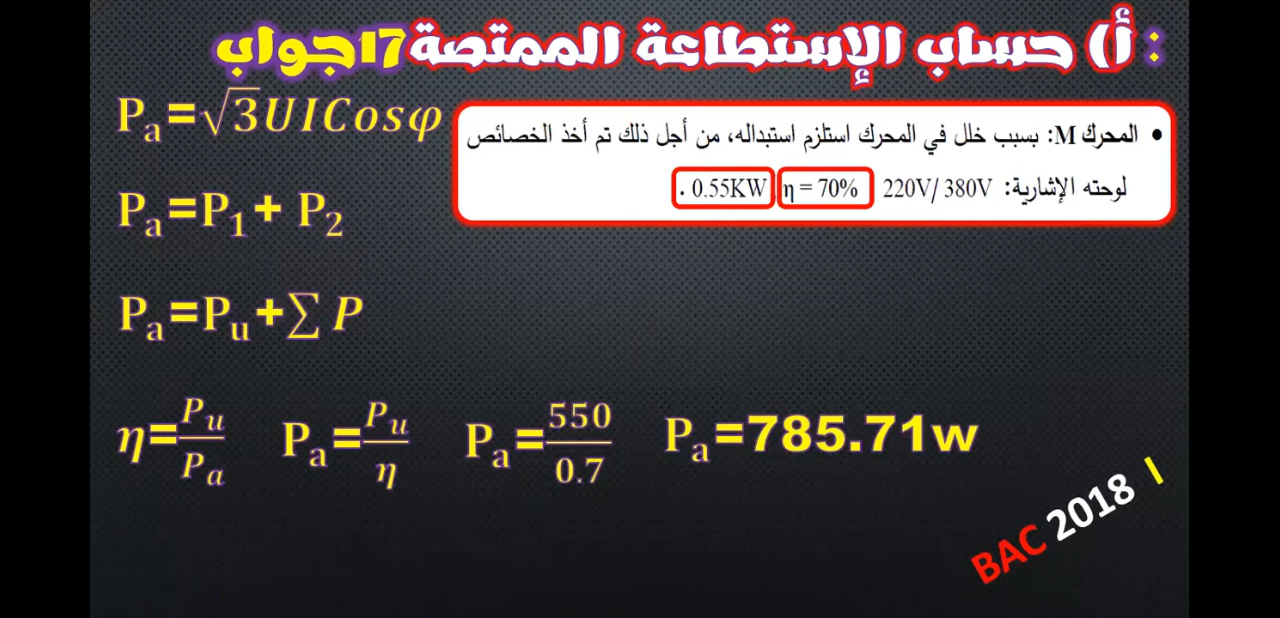 جواب17 أ) حساب الإستطاعة الممتصة :
Pa=√3UICosφ
• المحرك M: بسبب خلل في المحرك استلزم استبداله، من أجل ذلك تم أخذ الخصائص
لوحته الإشارية: 220V/ 380V η = 70% 0.55KW .
Pa=P1+ P2
Pa=Pu+∑ P
η=Pu/Pa Pa=Pu/η Pa=550/0.7 Pa=785.71w
BAC 2018